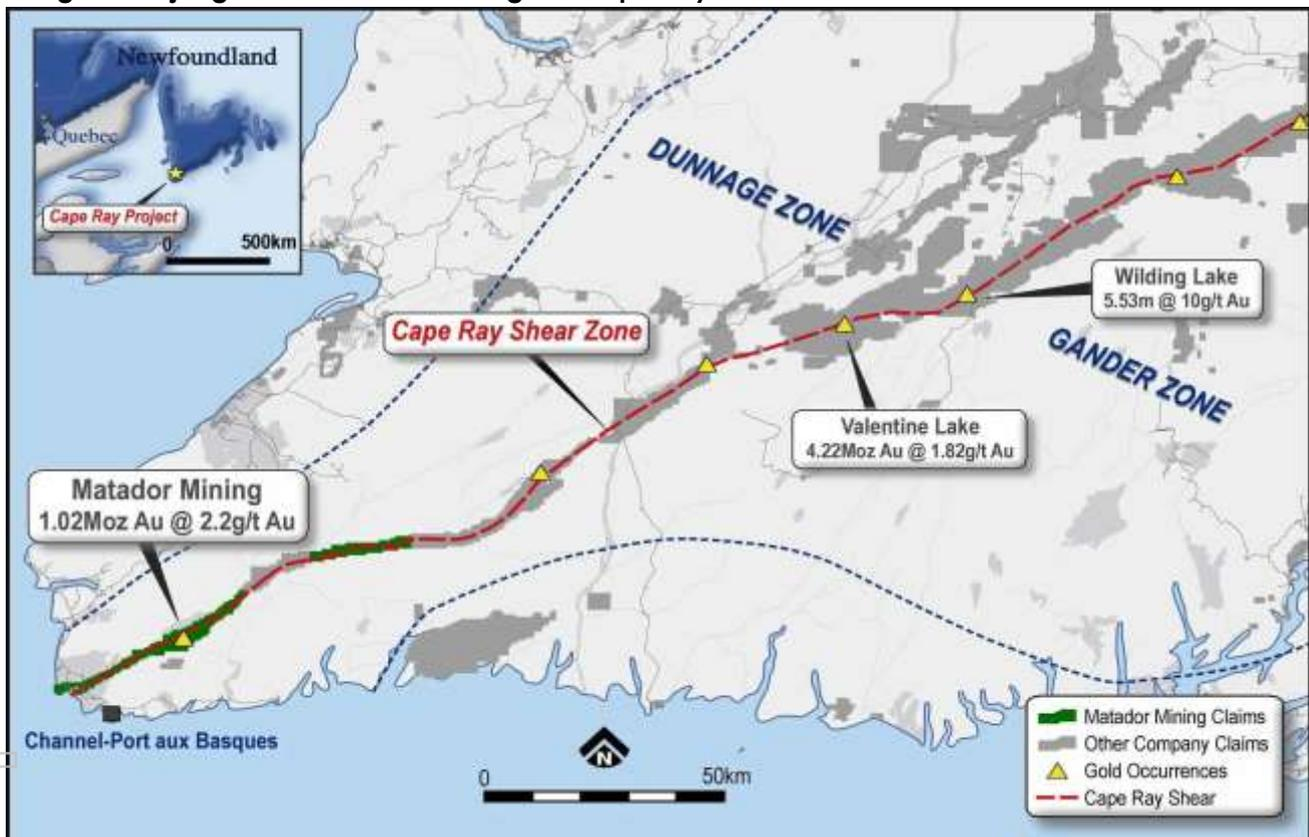 Newfoundland
Quebec
Cape Ray Project
0 500km
DUNNAGE ZONE
Wilding Lake
5.53m @ 10g/t Au
Cape Ray Shear Zone
GANDER ZONE
Valentine Lake
4.22Moz Au @ 1.82g/t Au
Matador Mining
1.02Moz Au @ 2.2g/t Au
Channel-Port aux Basques
N
0 50km
Matador Mining Claims
Other Company Claims
Gold Occurrences
Cape Ray Shear